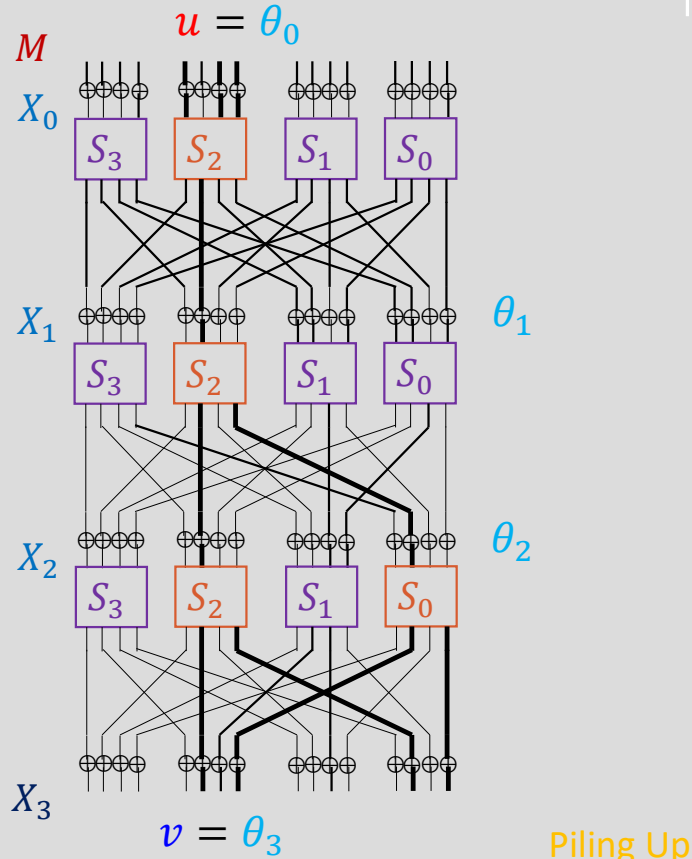 u = θ₀
M
X₀
S₃ S₂ S₁ S₀
X₁ θ₁
S₃ S₂ S₁ S₀
X₂ θ₂
S₃ S₂ S₁ S₀
X₃
v = θ₃
Piling Up